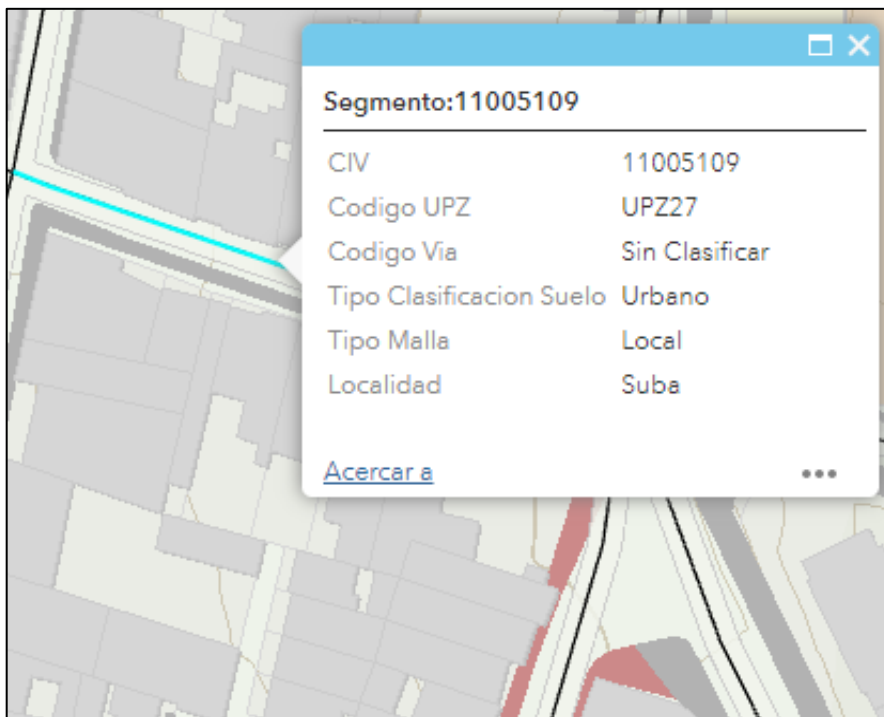 Segmento:11005109
CIV 11005109
Codigo UPZ UPZ27
Codigo Via Sin Clasificar
Tipo Clasificacion Suelo Urbano
Tipo Malla Local
Localidad Suba
Acercar a